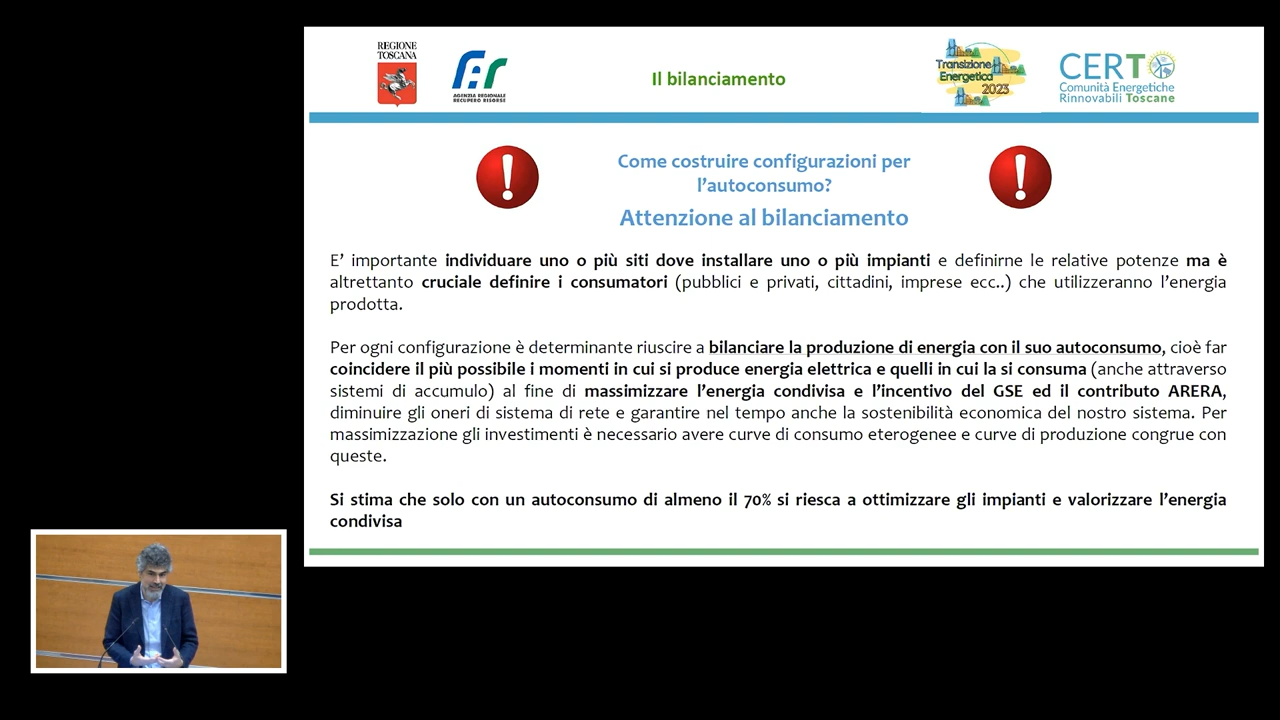 REGIONE
TOSCANA
AGENZIA REGIONALE
RECUPERO RISORSE
Il bilanciamento
Transizione
Energetica
2023
CERT
Comunità Energetiche
Rinnovabili Toscane
Come costruire configurazioni per
l'autoconsumo?
Attenzione al bilanciamento
E' importante individuare uno o più siti dove installare uno o più impianti e definirne le relative potenze ma è
altrettanto cruciale definire i consumatori (pubblici e privati, cittadini, imprese ecc..) che utilizzeranno l'energia
prodotta.
Per ogni configurazione è determinante riuscire a bilanciare la produzione di energia con il suo autoconsumo, cioè far
coincidere il più possibile i momenti in cui si produce energia elettrica e quelli in cui la si consuma (anche attraverso
sistemi di accumulo) al fine di massimizzare l'energia condivisa e l'incentivo del GSE ed il contributo ARERA,
diminuire gli oneri di sistema di rete e garantire nel tempo anche la sostenibilità economica del nostro sistema. Per
massimizzazione gli investimenti è necessario avere curve di consumo eterogenee e curve di produzione congrue con
queste.
Si stima che solo con un autoconsumo di almeno il 70% si riesca a ottimizzare gli impianti e valorizzare l'energia
condivisa